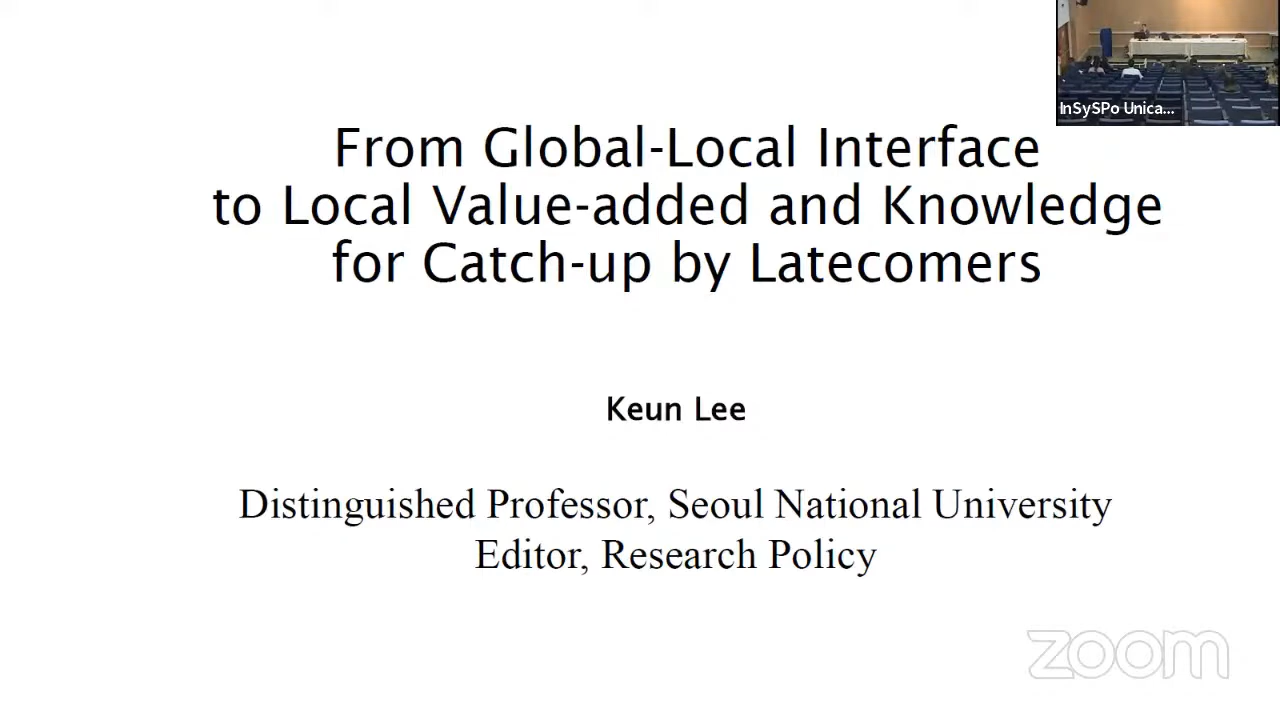 InSySPo Unica...
From Global-Local Interface
to Local Value-added and Knowledge
for Catch-up by Latecomers
Keun Lee
Distinguished Professor, Seoul National University
Editor, Research Policy
zoom